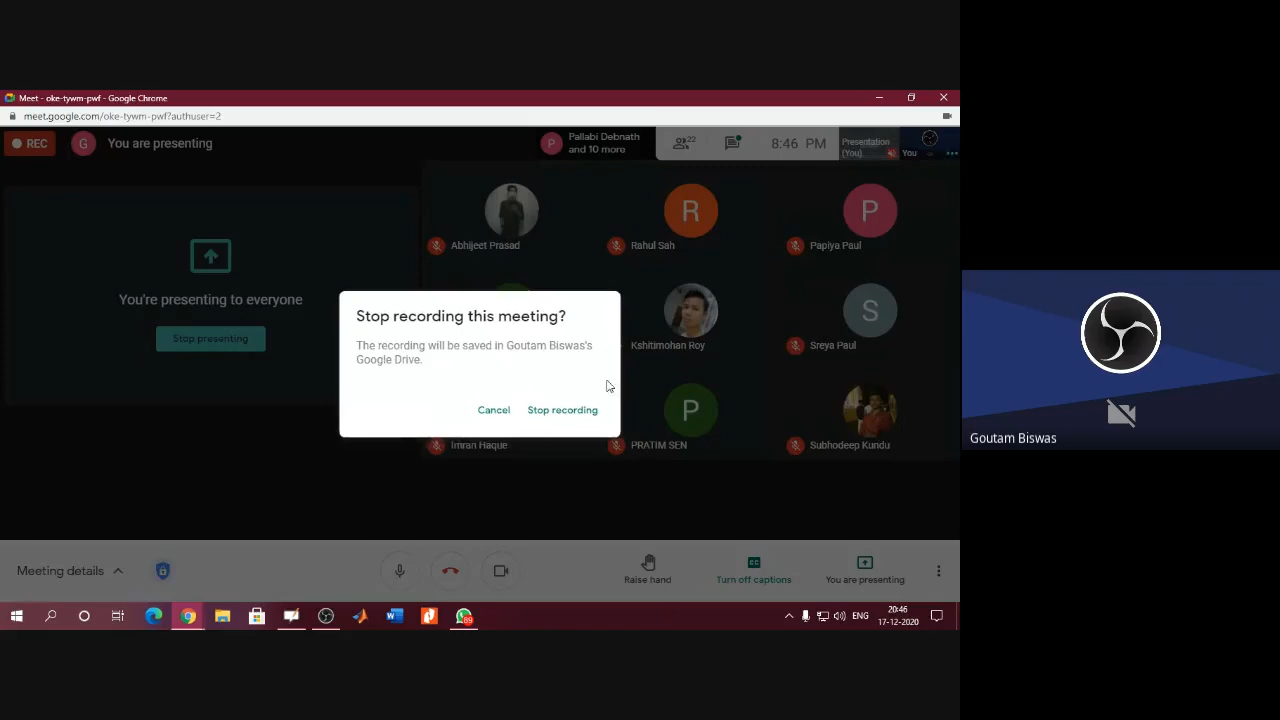 Meet - oke-tywm-pwf - Google Chrome
meet.google.com/oke-tywm-pwf?authuser=2
REC
G
You are presenting
P
Pallabi Debnath
and 10 more
22
8:46 PM
Presentation
(You)
You
R
P
Abhijeet Prasad
Rahul Sah
Papiya Paul
You're presenting to everyone
Stop presenting
Stop recording this meeting?
The recording will be saved in Goutam Biswas's
Google Drive.
Cancel
Stop recording
S
Kshitimohan Roy
Sreya Paul
P
Imran Haque
PRATIM SEN
Subhodeep Kundu
Goutam Biswas
Meeting details
Raise hand
CC
Turn off captions
You are presenting
W
89
ENG
20:46
17-12-2020